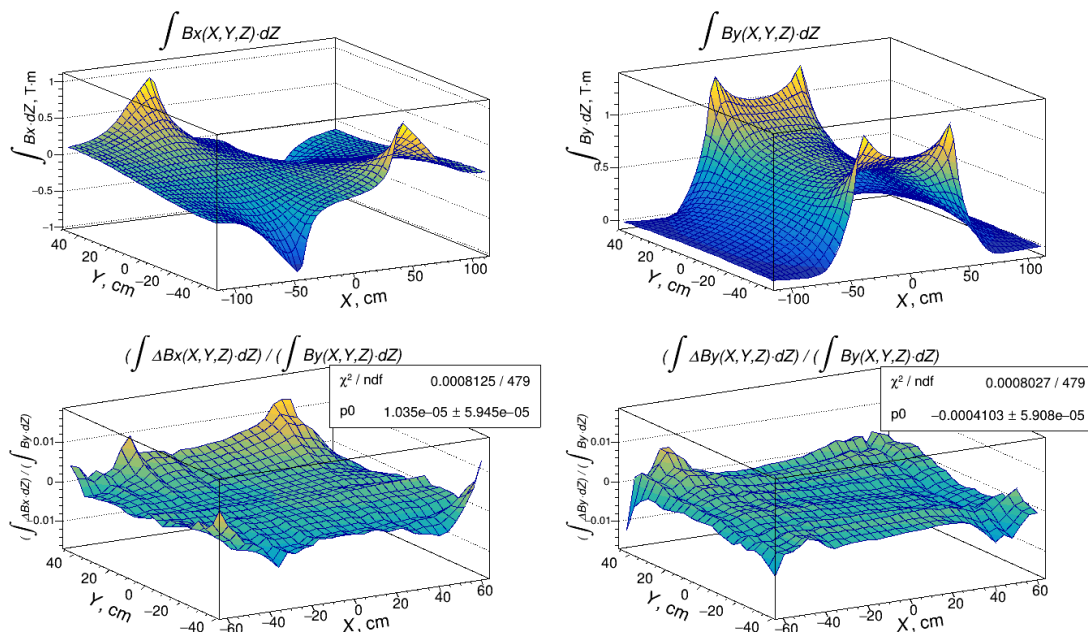 ∫ Bx(X,Y,Z)·dZ
∫ Bx·dZ, T·m
1
0.5
0
−0.5
−1
40
20
0
−20
−40
Y, cm
−100
−50
0
50
100
X, cm
∫ By(X,Y,Z)·dZ
∫ By·dZ, T·m
1
0.5
0
40
20
0
−20
−40
Y, cm
−100
−50
0
50
100
X, cm
(∫ ΔBx(X,Y,Z)·dZ) / (∫ By(X,Y,Z)·dZ)
χ² / ndf 0.0008125 / 479
p0 1.035e−05 ± 5.945e−05
(∫ ΔBx·dZ) / (∫ By·dZ)
0.01
0
−0.01
40
20
0
−20
−40
Y, cm
−60
−40
−20
0
20
40
60
X, cm
(∫ ΔBy(X,Y,Z)·dZ) / (∫ By(X,Y,Z)·dZ)
χ² / ndf 0.0008027 / 479
p0 −0.0004103 ± 5.908e−05
(∫ ΔBy·dZ) / (∫ By·dZ)
0.01
0
−0.01
40
20
0
−20
−40
Y, cm
−60
−40
−20
0
20
40
60
X, cm